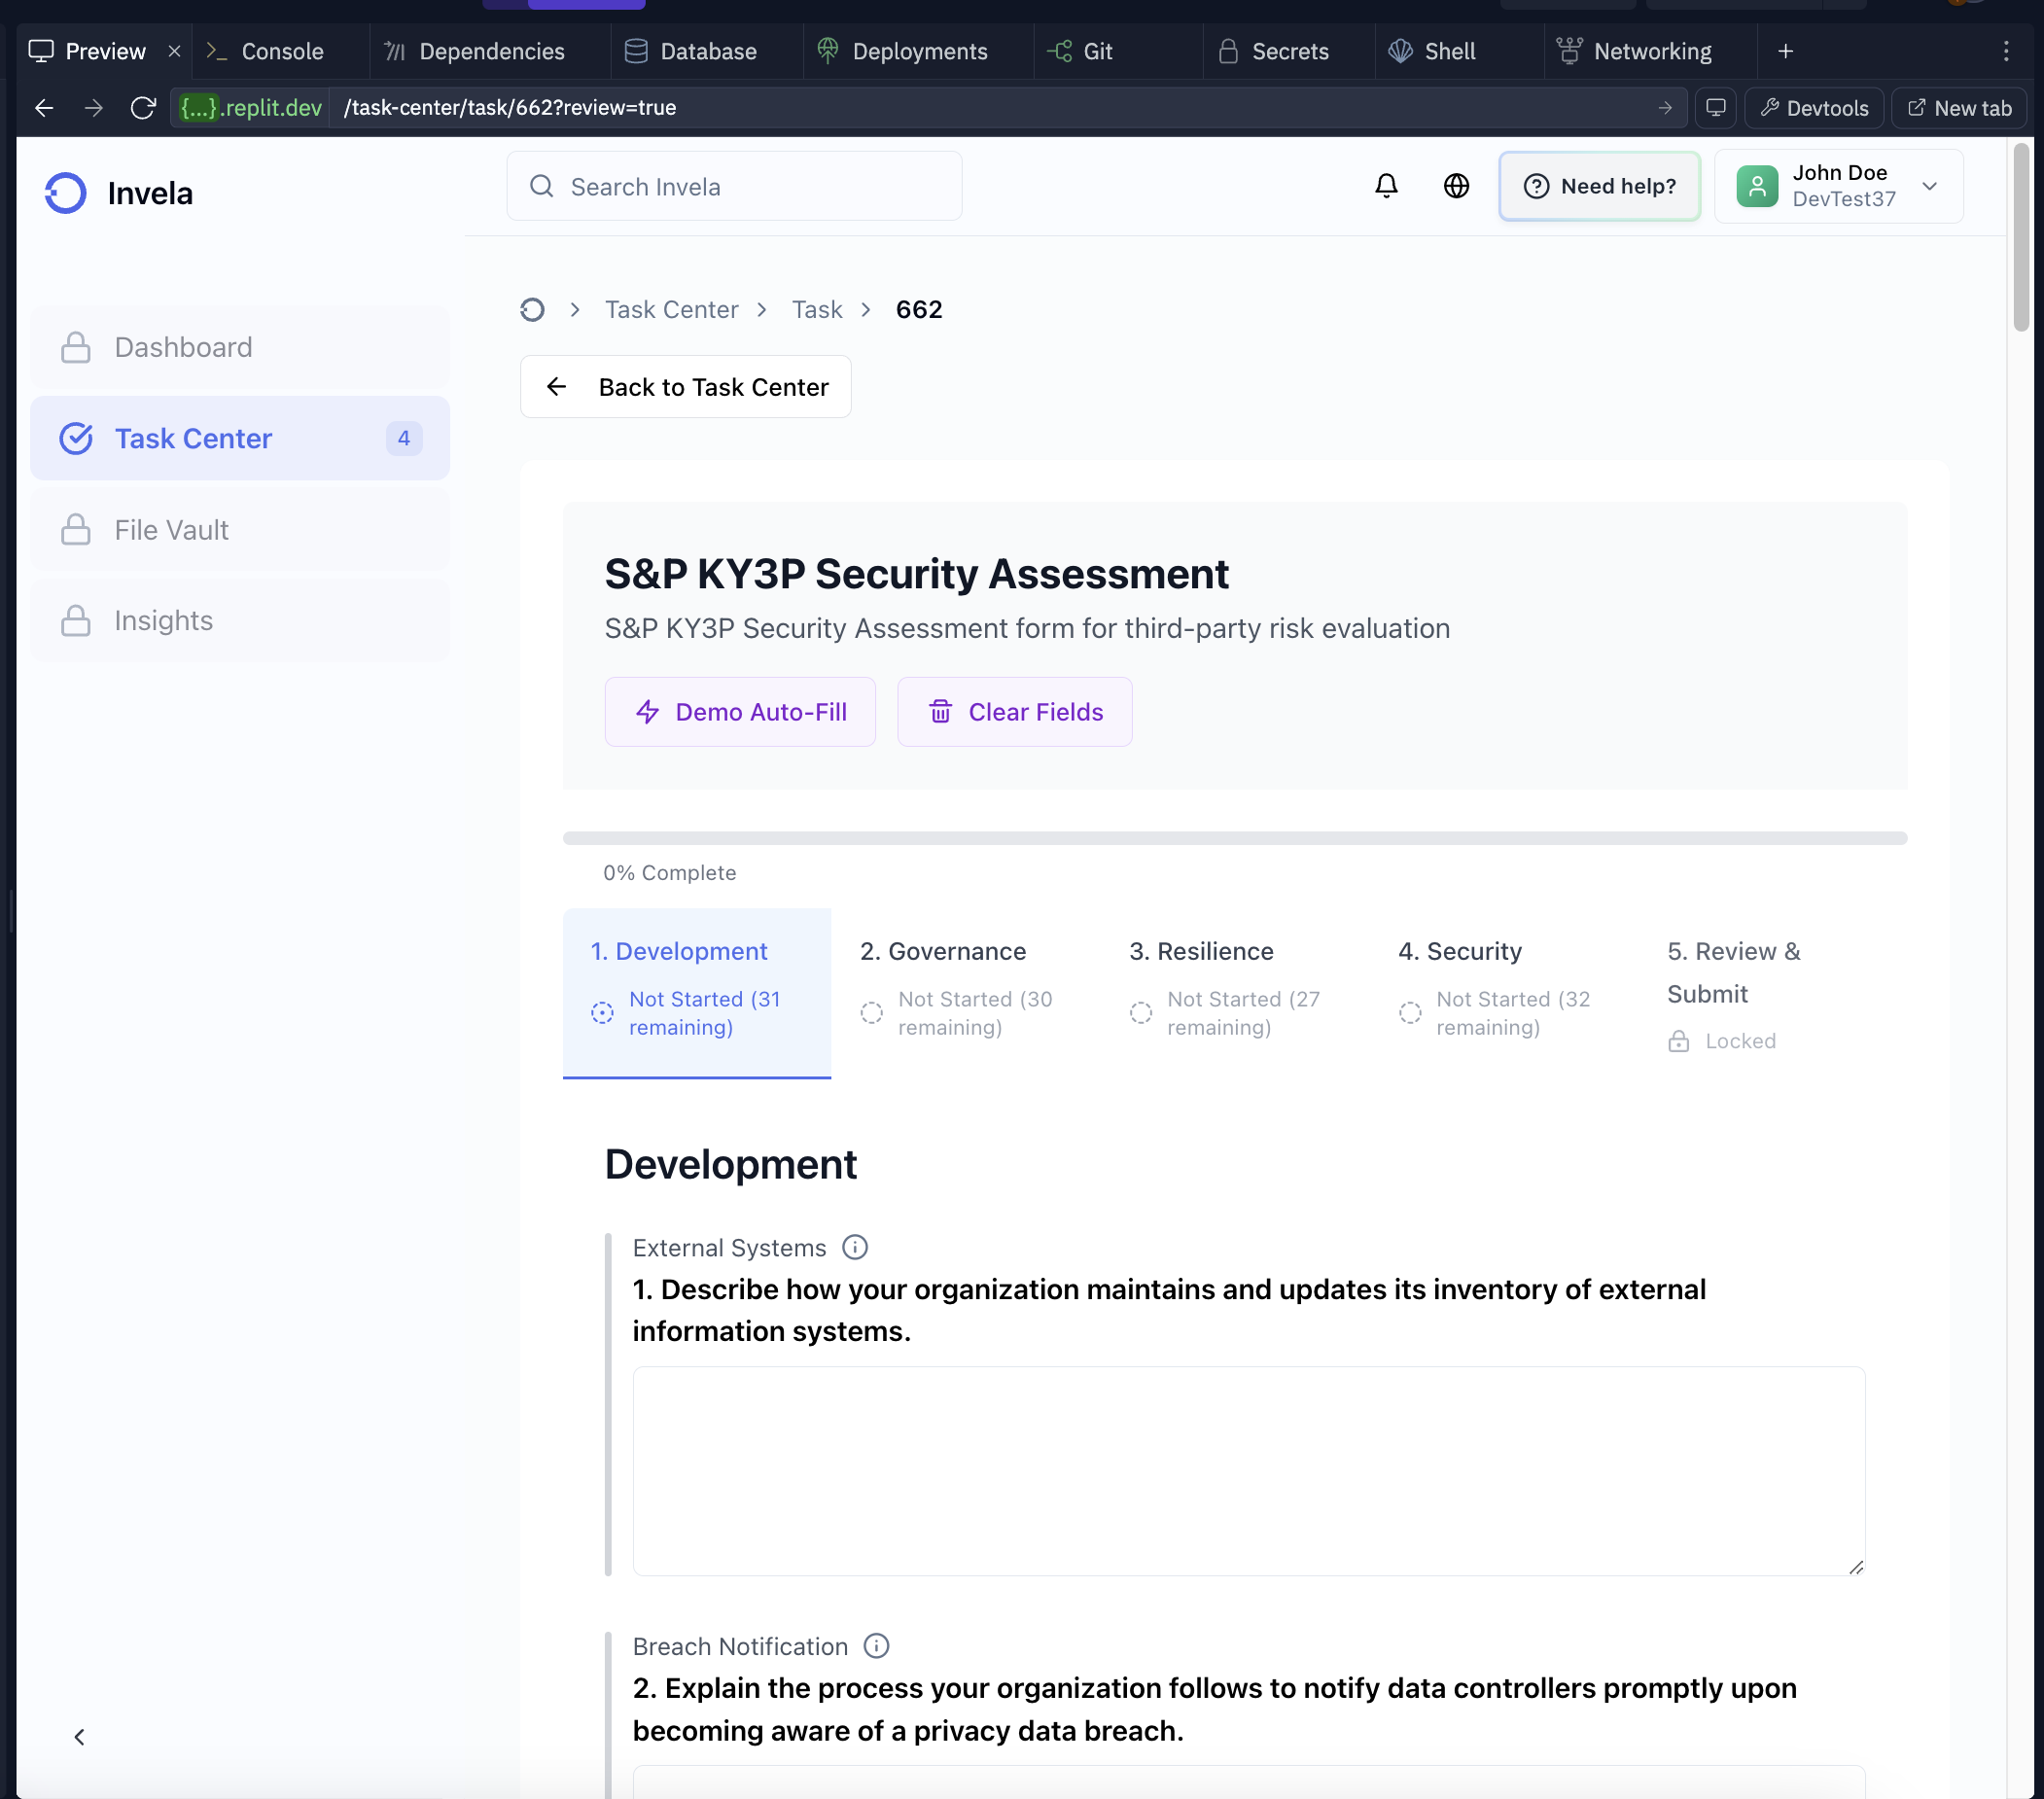 Preview
Console
Dependencies
Database
Deployments
Git
Secrets
Shell
Networking
{...}.replit.dev
/task-center/task/662?review=true
Devtools
New tab
Invela
Search Invela
Need help?
John Doe
DevTest37
Dashboard
Task Center
4
File Vault
Insights
Task Center
Task
662
Back to Task Center
S&P KY3P Security Assessment
S&P KY3P Security Assessment form for third-party risk evaluation
Demo Auto-Fill
Clear Fields
0% Complete
1. Development
Not Started (31
remaining)
2. Governance
Not Started (30
remaining)
3. Resilience
Not Started (27
remaining)
4. Security
Not Started (32
remaining)
5. Review &
Submit
Locked
Development
External Systems
1. Describe how your organization maintains and updates its inventory of external
information systems.
Breach Notification
2. Explain the process your organization follows to notify data controllers promptly upon
becoming aware of a privacy data breach.